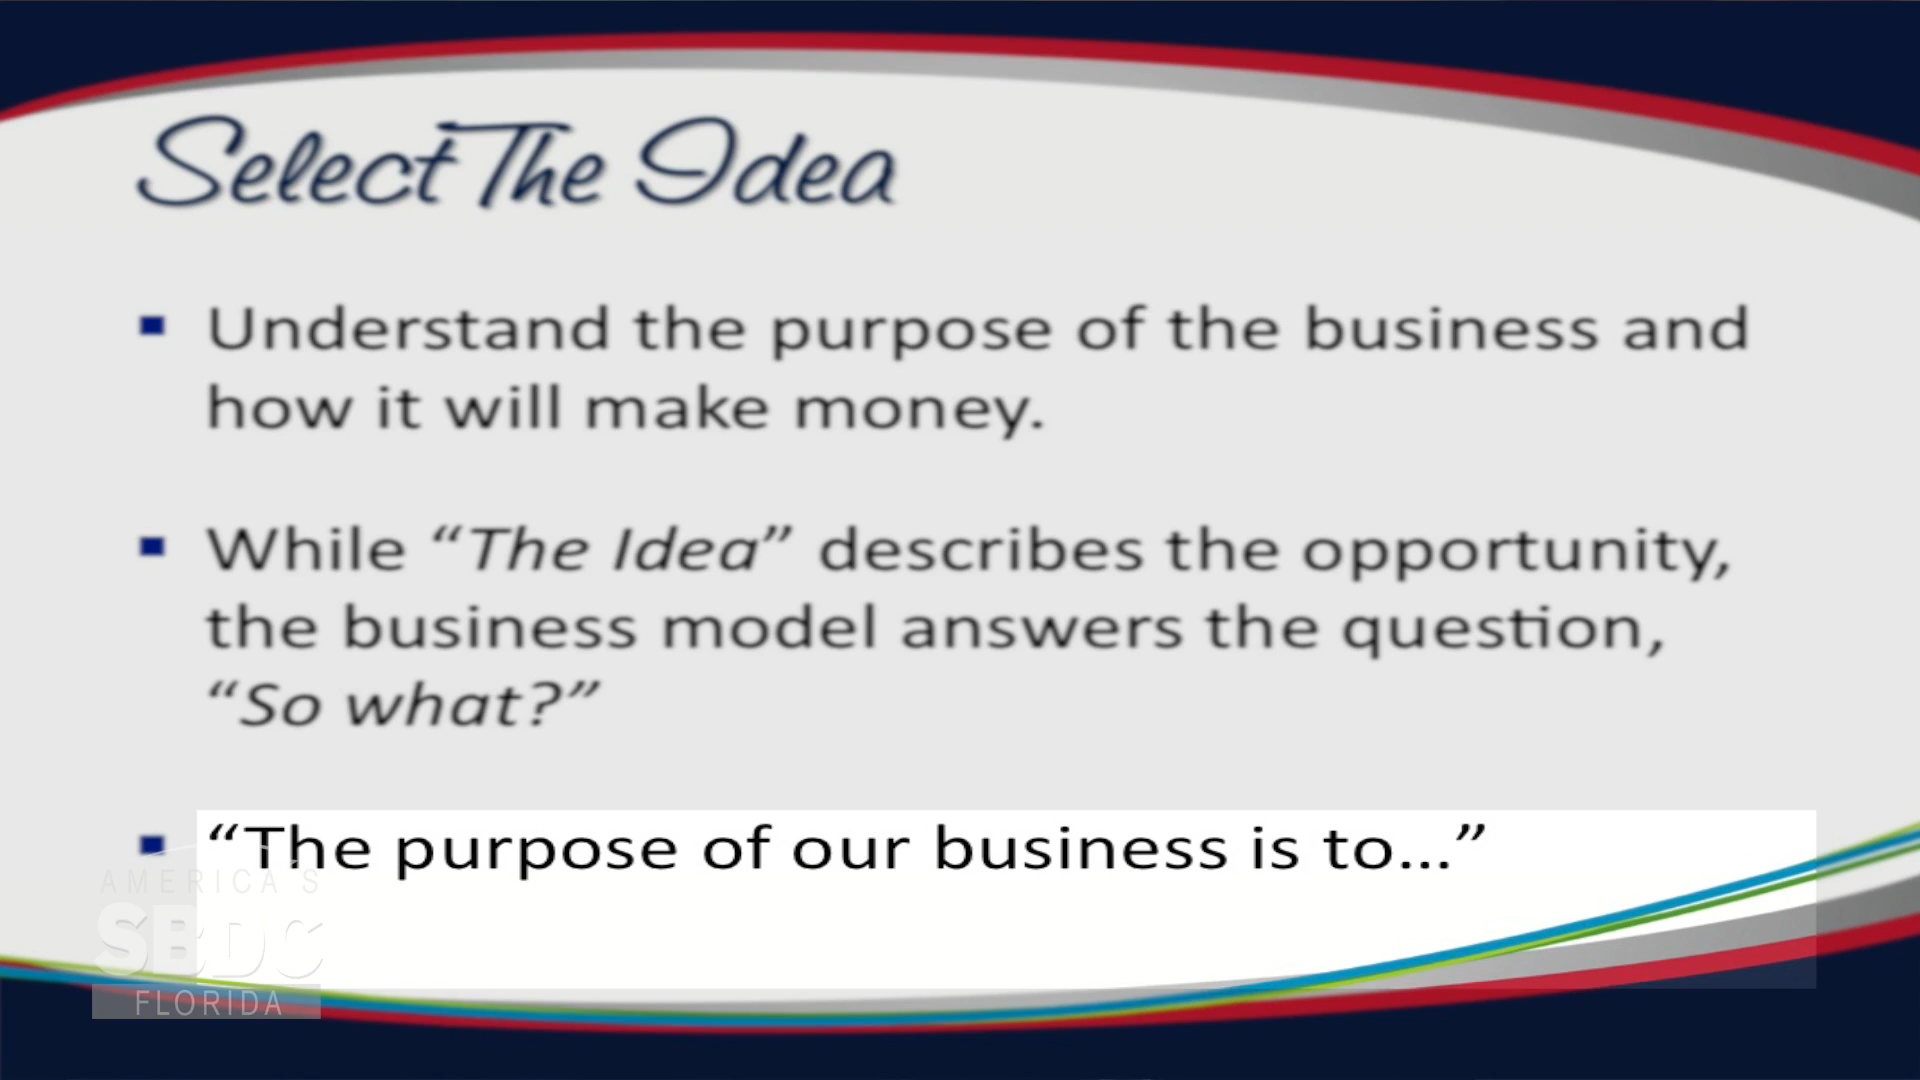 Select The Idea
Understand the purpose of the business and
how it will make money.
While “The Idea” describes the opportunity,
the business model answers the question,
“So what?”
“The purpose of our business is to...”
AMERICA'S
SBDC
FLORIDA